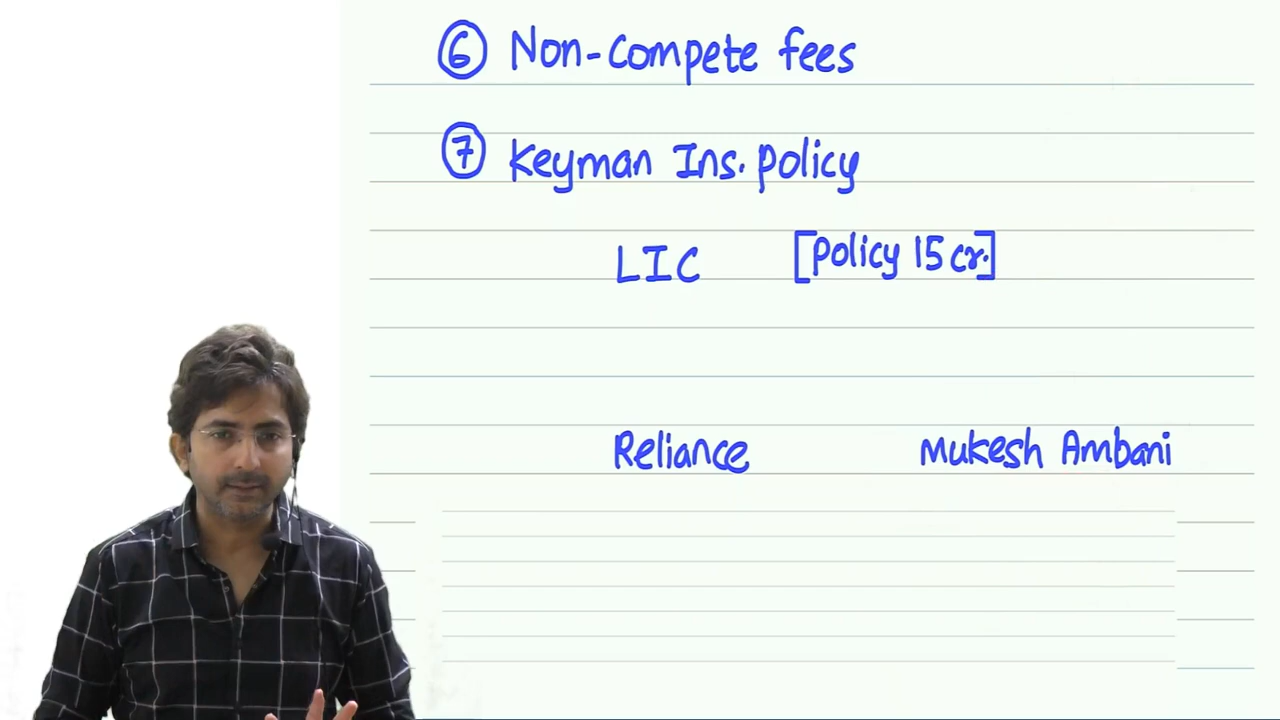 ⑥ Non-Compete fees
⑦ Keyman Ins. policy
LIC [Policy 15 cr.]
Reliance Mukesh Ambani